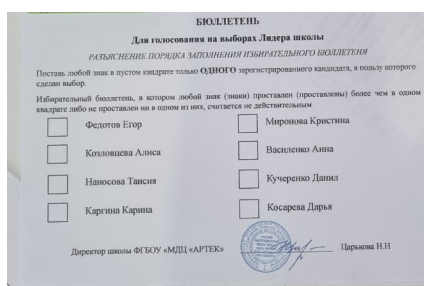 БЮЛЛЕТЕНЬ
Для голосования на выборах Лидера школы
РАЗЪЯСНЕНИЕ ПОРЯДКА ЗАПОЛНЕНИЯ ИЗБИРАТЕЛЬНОГО БЮЛЛЕТЕНЯ
Поставь любой знак в пустом квадрате только ОДНОГО зарегистрированного кандидата, в пользу которого
сделан выбор.
Избирательный бюллетень, в котором любой знак (знаки) проставлен (проставлены) более чем в одном
квадрате либо не проставлен ни в одном из них, считается не действительным.
Федотов Егор
Козловцева Алиса
Наносова Таисия
Каргина Карина
Миронова Кристина
Василенко Анна
Кучеренко Данил
Косарева Дарья
Директор школы ФГБОУ «МДЦ «АРТЕК»
Царькова Н.Н